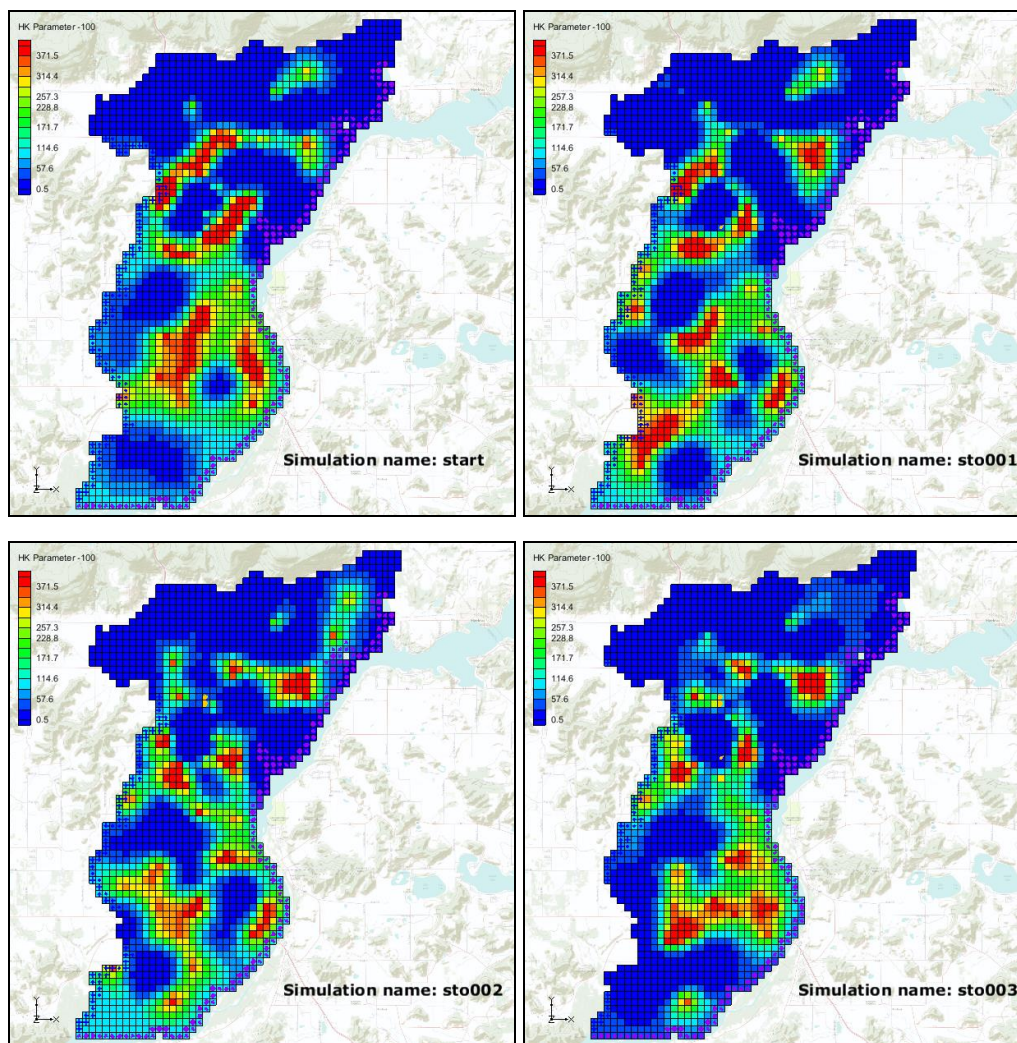 HK Parameter -100
371.5
314.4
257.3
228.8
171.7
114.6
57.6
0.5
Y
Z X
Simulation name: start
HK Parameter -100
371.5
314.4
257.3
228.8
171.7
114.6
57.6
0.5
Y
Z X
Simulation name: sto001
HK Parameter -100
371.5
314.4
257.3
228.8
171.7
114.6
57.6
0.5
Y
Z X
Simulation name: sto002
HK Parameter -100
371.5
314.4
257.3
228.8
171.7
114.6
57.6
0.5
Y
Z X
Simulation name: sto003